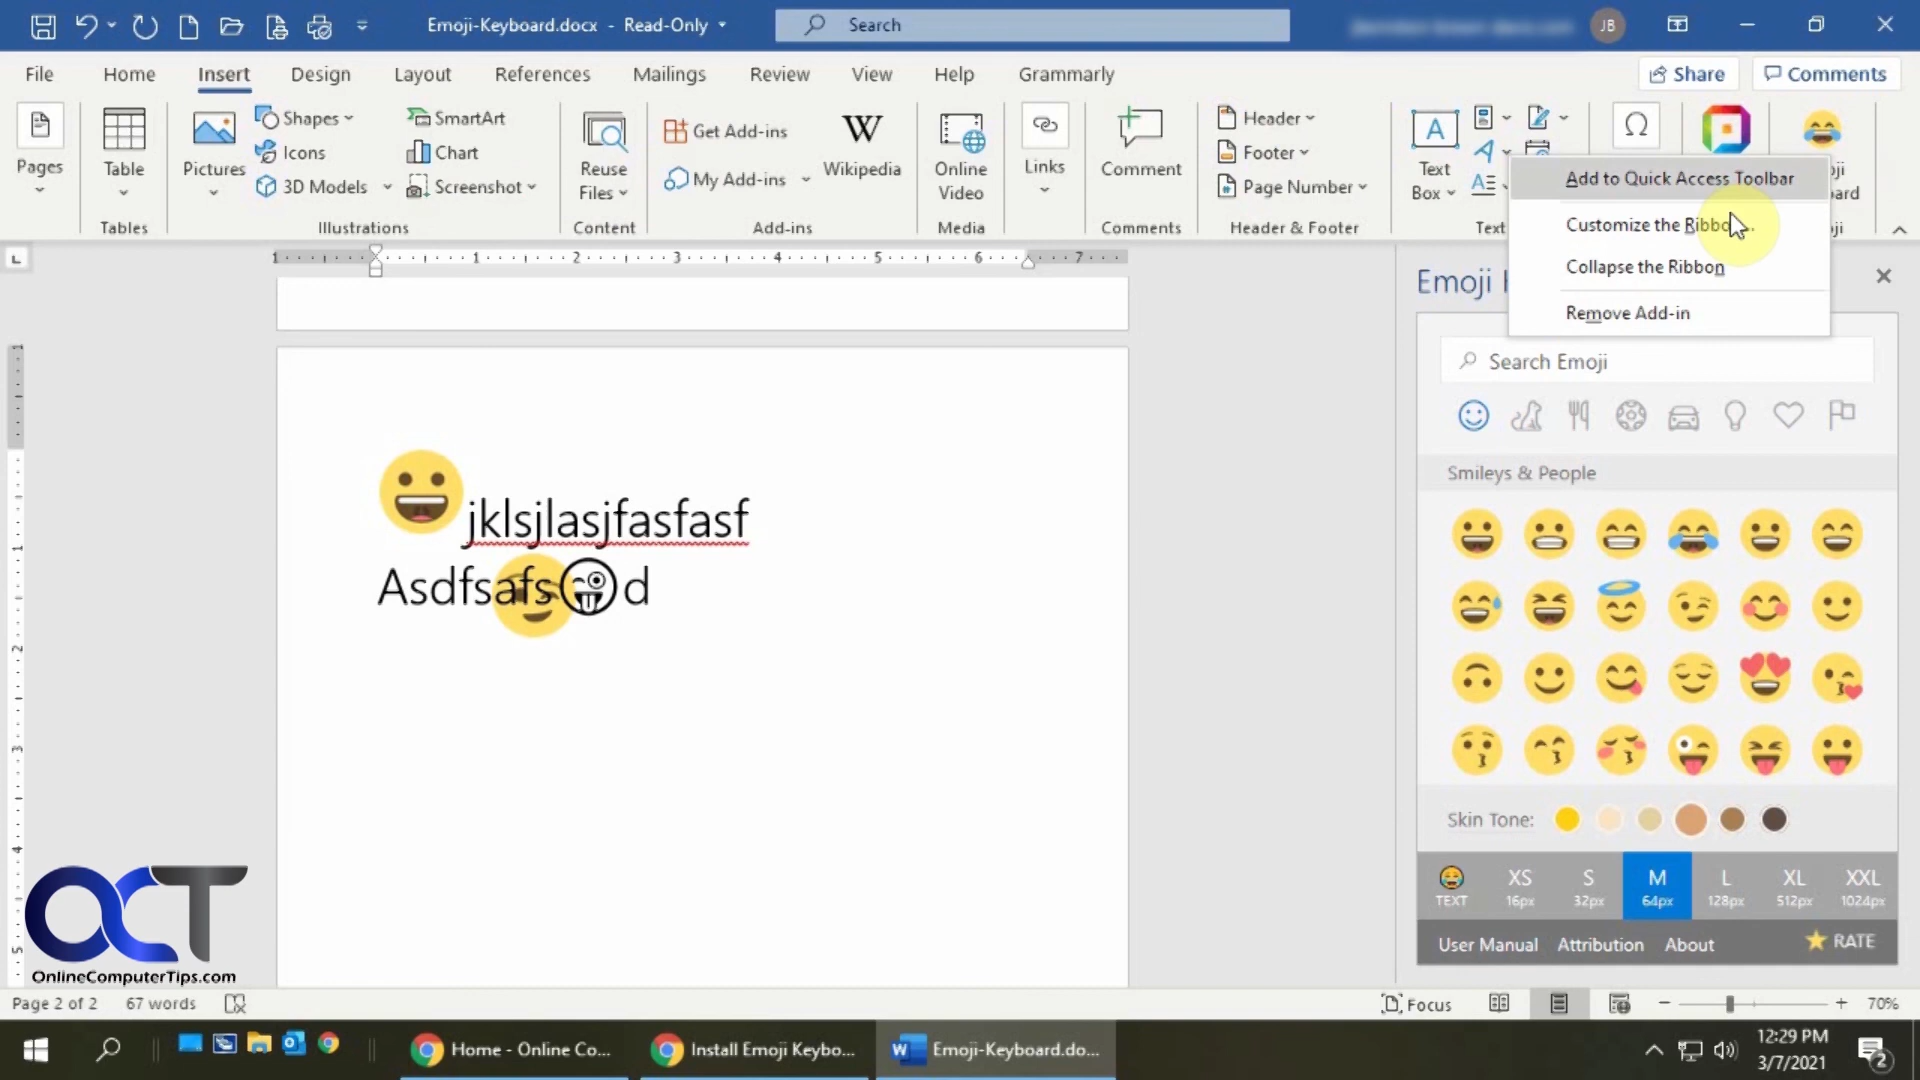 Emoji-Keyboard.docx - Read-Only
Search
JB
File Home Insert Design Layout References Mailings Review View Help Grammarly
Share
Comments
Pages
Table
Tables
Pictures
Shapes
Icons
3D Models
SmartArt
Chart
Screenshot
Illustrations
Reuse
Files
Content
Get Add-ins
My Add-ins
Wikipedia
Add-ins
Online
Video
Media
Links
Comment
Comments
Header
Footer
Page Number
Header & Footer
Text
Box
Text
Add to Quick Access Toolbar
Customize the Ribbon...
Collapse the Ribbon
Remove Add-in
Emoji
Search Emoji
Smileys & People
Skin Tone:
TEXT
XS
16px
S
32px
M
64px
L
128px
XL
512px
XXL
1024px
User Manual Attribution About RATE
jklsjlasjfasfasf
Asdfsafs d
OCT
OnlineComputerTips.com
Page 2 of 2 67 words
Focus
70%
Home - Online Co...
Install Emoji Keybo...
Emoji-Keyboard.do...
12:29 PM
3/7/2021
2